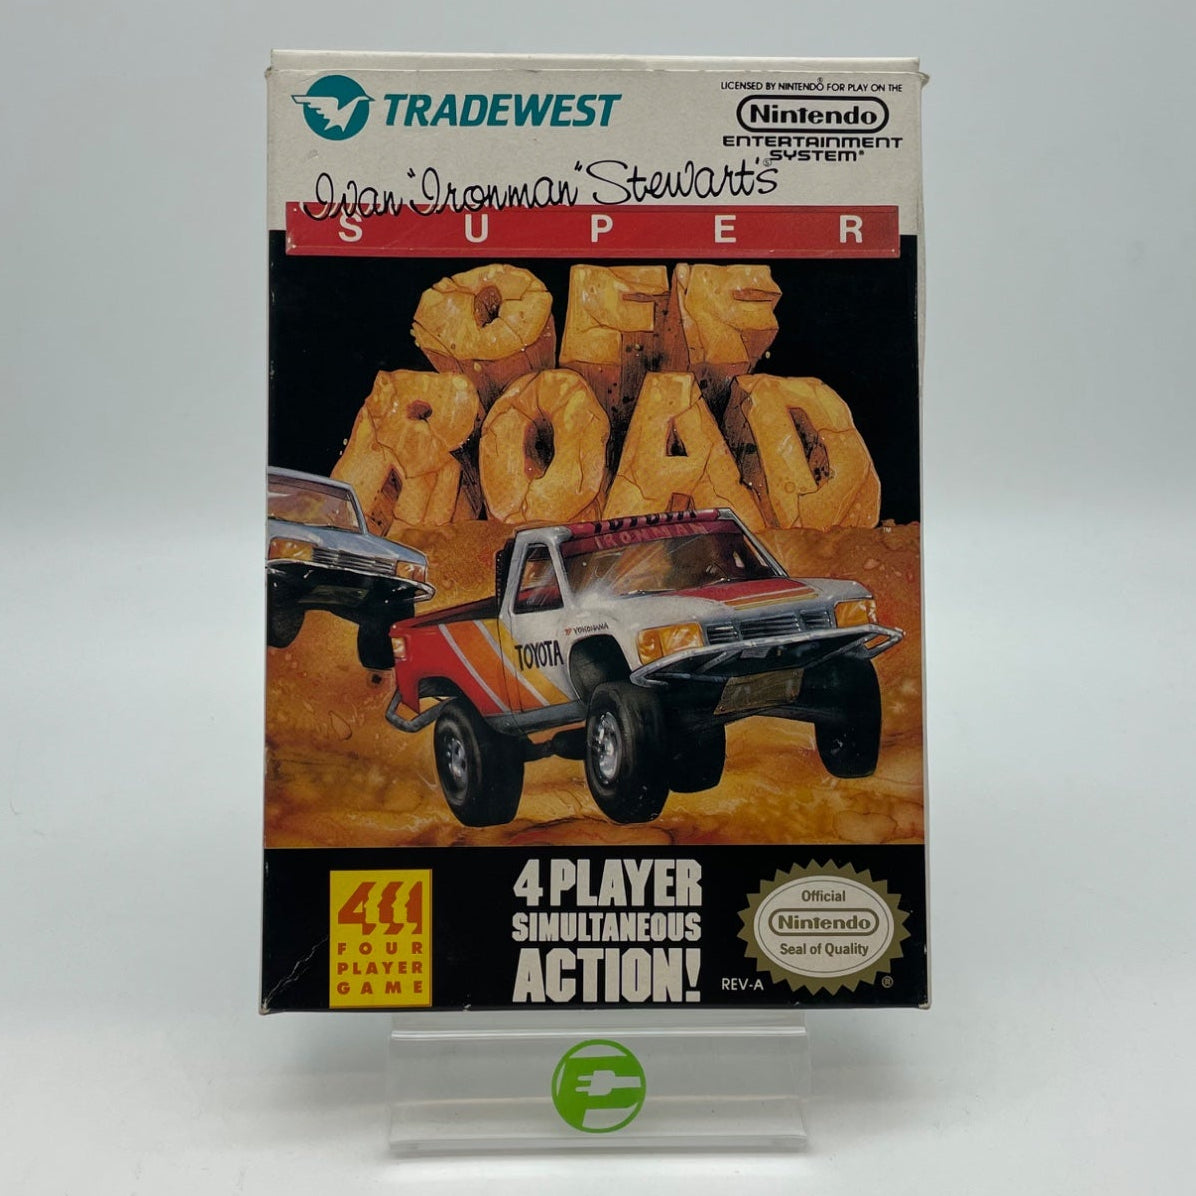 TRADEWEST
LICENSED BY NINTENDO® FOR PLAY ON THE
Nintendo
ENTERTAINMENT
SYSTEM®
Ivan "Ironman" Stewart's
SUPER
OFF
ROAD
™
TOYOTA
IRONMAN
YOKOHAMA
TOYOTA
4
FOUR
PLAYER
GAME
4 PLAYER
SIMULTANEOUS
ACTION!
REV-A
Official
Nintendo
Seal of Quality
®